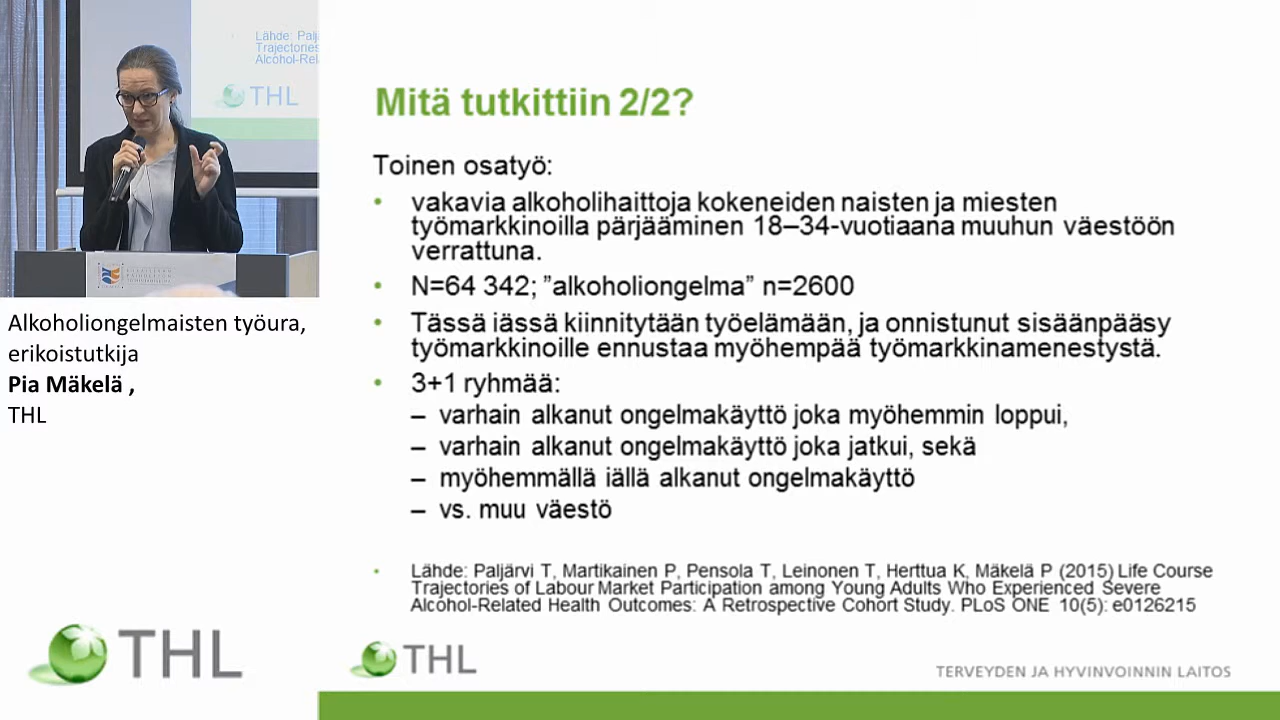 Lähde: Palj
Trajectories
Alcohol-Rel
THL
Alkoholiongelmaisten työura,
erikoistutkija
Pia Mäkelä ,
THL
THL
Mitä tutkittiin 2/2?
Toinen osatyö:
• vakavia alkoholihaittoja kokeneiden naisten ja miesten
työmarkkinoilla pärjääminen 18–34-vuotiaana muuhun väestöön
verrattuna.
• N=64 342; ”alkoholiongelma” n=2600
• Tässä iässä kiinnitytään työelämään, ja onnistunut sisäänpääsy
työmarkkinoille ennustaa myöhempää työmarkkinamenestystä.
• 3+1 ryhmää:
– varhain alkanut ongelmakäyttö joka myöhemmin loppui,
– varhain alkanut ongelmakäyttö joka jatkui, sekä
– myöhemmällä iällä alkanut ongelmakäyttö
– vs. muu väestö
• Lähde: Paljärvi T, Martikainen P, Pensola T, Leinonen T, Herttua K, Mäkelä P (2015) Life Course
Trajectories of Labour Market Participation among Young Adults Who Experienced Severe
Alcohol-Related Health Outcomes: A Retrospective Cohort Study. PLoS ONE 10(5): e0126215
THL
TERVEYDEN JA HYVINVOINNIN LAITOS